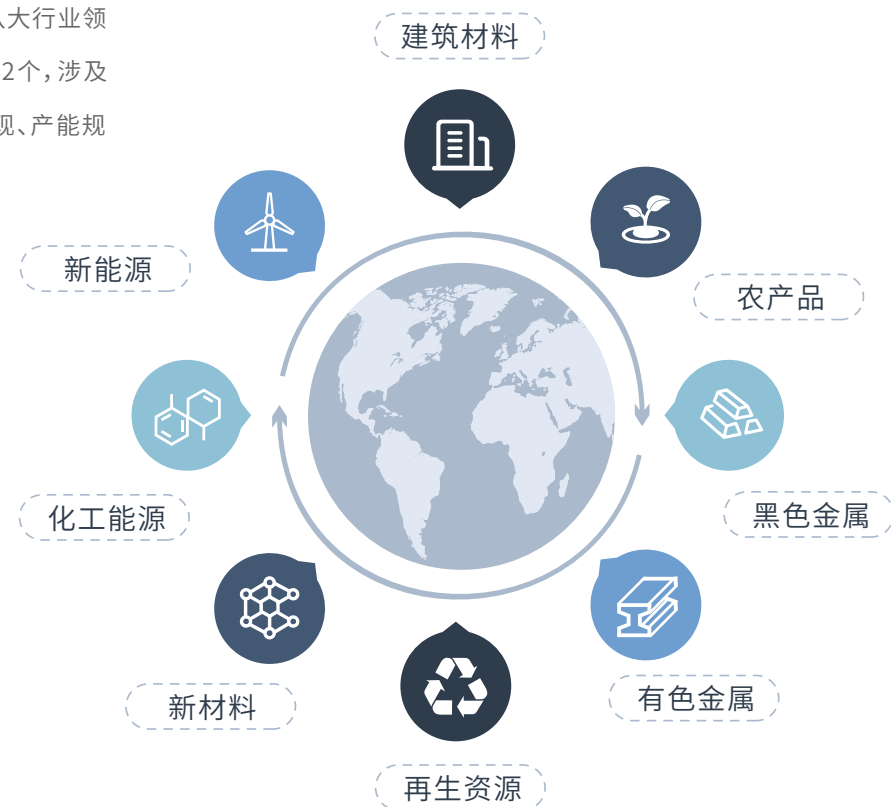 大行业领
2个，涉及
现、产能规
建筑材料
新能源
农产品
化工能源
黑色金属
新材料
有色金属
再生资源